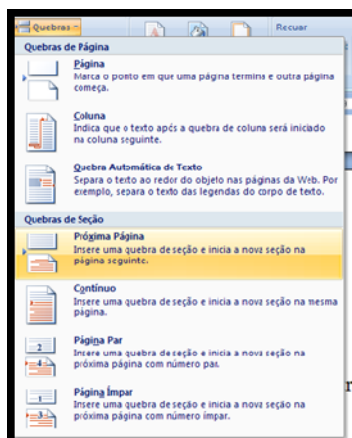 Quebras
Recuar
Quebras de Página
Página
Marca o ponto em que uma página termina e outra página
começa.
Coluna
Indica que o texto após a quebra de coluna será iniciado
na coluna seguinte.
Quebra Automática de Texto
Separa o texto ao redor do objeto nas páginas da Web. Por
exemplo, separa o texto das legendas do corpo de texto.
Quebras de Seção
Próxima Página
Insere uma quebra de seção e inicia a nova seção na
página seguinte.
Contínuo
Insere uma quebra de seção e inicia a nova seção na mesma
página.
2
4
Página Par
Insere uma quebra de seção e inicia a nova seção na
próxima página com número par.
1
3
Página Ímpar
Insere uma quebra de seção e inicia a nova seção na
próxima página com número ímpar.
r